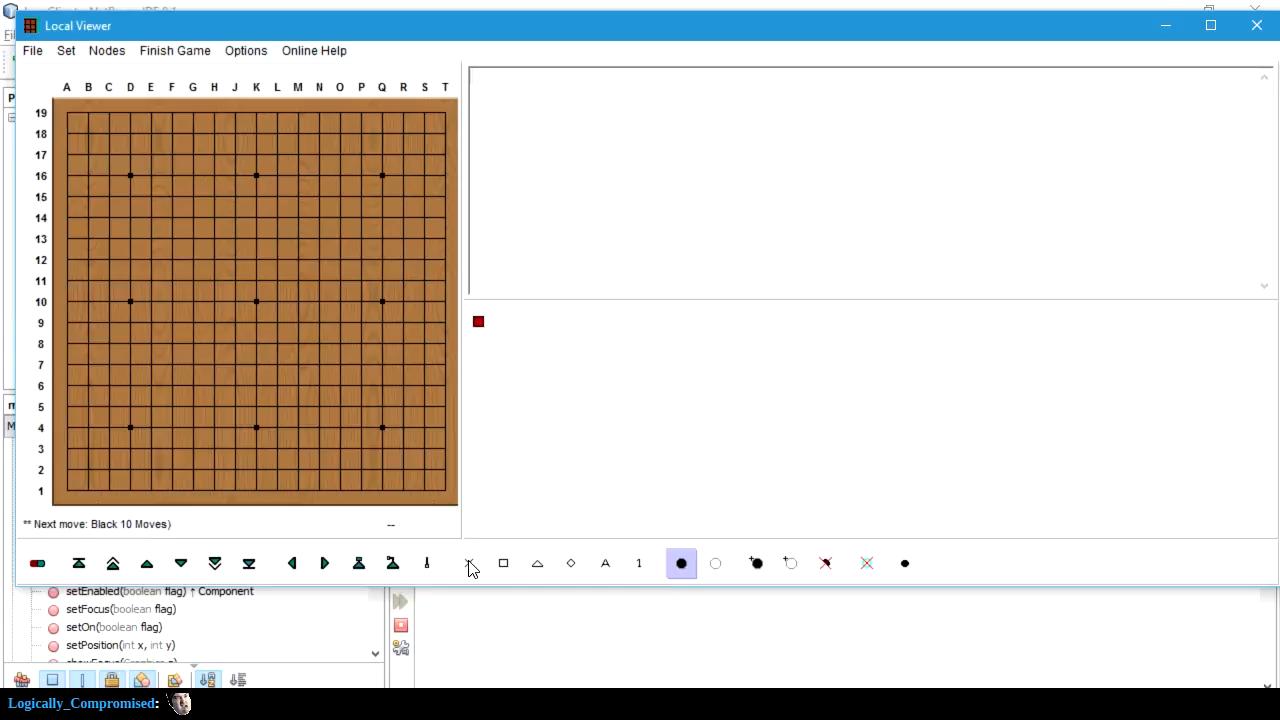 Local Viewer
File Set Nodes Finish Game Options Online Help
A B C D E F G H J K L M N O P Q R S T
19
18
17
16
15
14
13
12
11
10
9
8
7
6
5
4
3
2
1
** Next move: Black 10 Moves) --
A 1
setEnabled(boolean flag) ↑ Component
setFocus(boolean flag)
setOn(boolean flag)
setPosition(int x, int y)
Logically_Compromised: